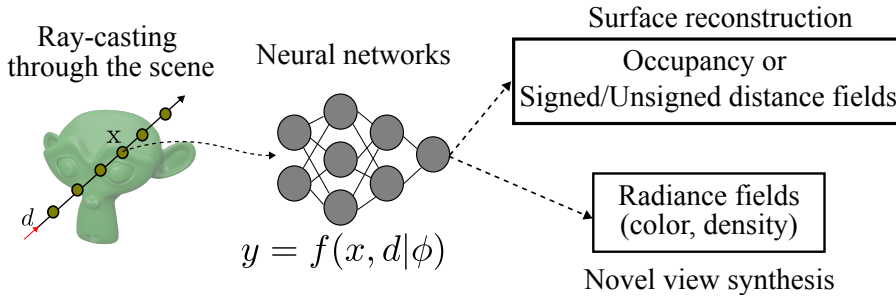 Ray-casting
through the scene
x
d
Neural networks
y = f(x, d|ϕ)
Surface reconstruction
Occupancy or
Signed/Unsigned distance fields
Radiance fields
(color, density)
Novel view synthesis